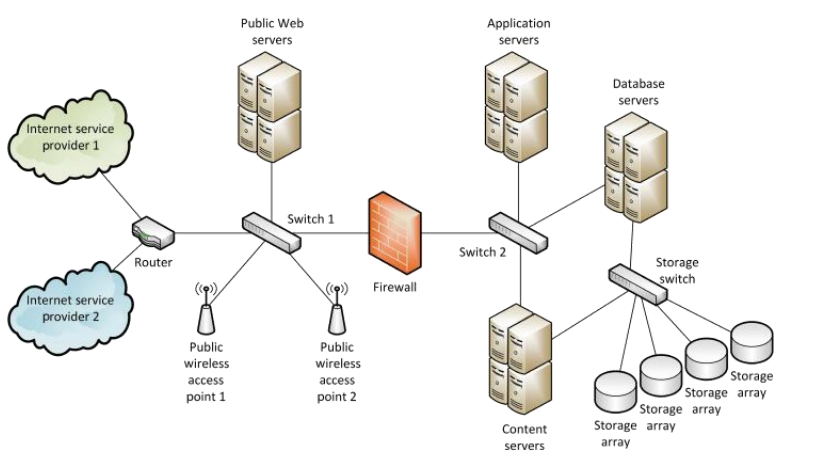 Public Web
servers
Application
servers
Database
servers
Internet service
provider 1
Switch 1
Router
Switch 2
Storage
switch
Firewall
Internet service
provider 2
Public
wireless
access
point 1
Public
wireless
access
point 2
Content
servers
Storage
array
Storage
array
Storage
array
Storage
array